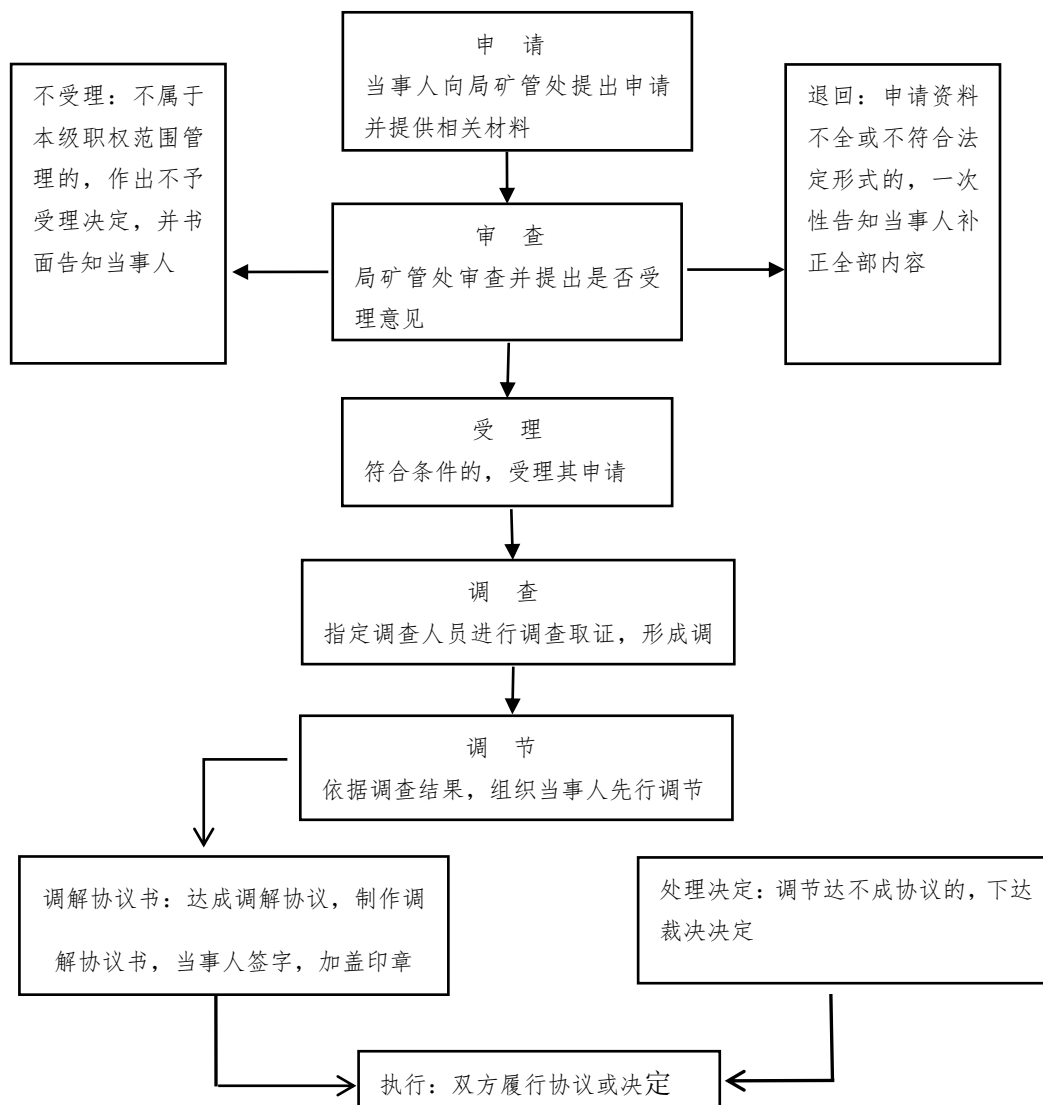 申 请
当事人向局矿管处提出申请
并提供相关材料
不受理：不属于
本级职权范围管
理的，作出不予
受理决定，并书
面告知当事人
退回：申请资料
不全或不符合法
定形式的，一次
性告知当事人补
正全部内容
审 查
局矿管处审查并提出是否受
理意见
受 理
符合条件的，受理其申请
调 查
指定调查人员进行调查取证，形成调
调 节
依据调查结果，组织当事人先行调节
调解协议书：达成调解协议，制作调
解协议书，当事人签字，加盖印章
处理决定：调节达不成协议的，下达
裁决决定
执行：双方履行协议或决定